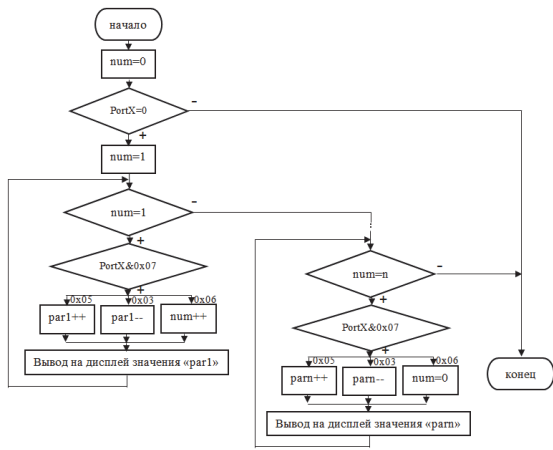 начало
num=0
PortX=0
–
+
num=1
num=1
–
+
PortX&0x07
+
0x05
0x03
0x06
par1++
par1--
num++
Вывод на дисплей значения «par1»
num=n
–
+
PortX&0x07
+
0x05
0x03
0x06
parn++
parn--
num=0
Вывод на дисплей значения «parn»
конец